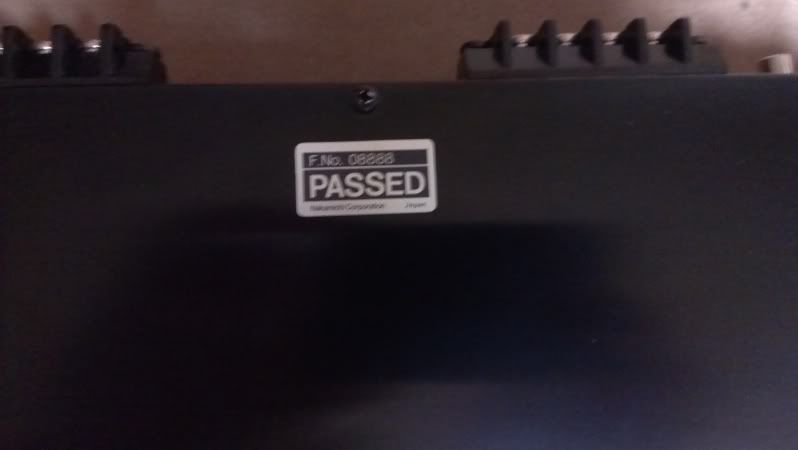 F.No. 08888
PASSED
Nakamichi Corporation Japan